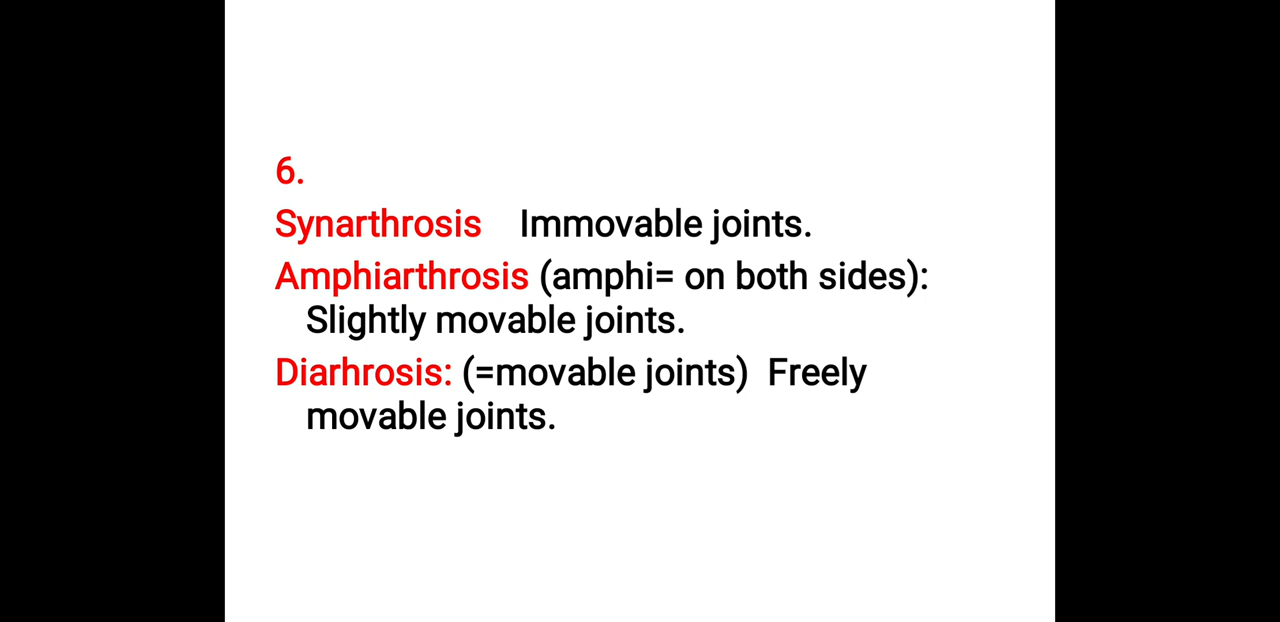 6.
Synarthrosis Immovable joints.
Amphiarthrosis (amphi= on both sides):
Slightly movable joints.
Diarhrosis: (=movable joints) Freely
movable joints.